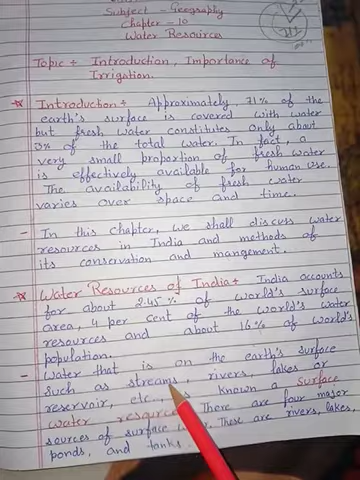 Subject - Geography
Chapter - 10
Water Resources
Topic ÷ Introduction, Importance of
Irrigation.
Introduction ÷ Approximately, 71% of the
earth's surface is covered with water
but fresh water constitutes only about
3% of the total water. In fact, a
very small proportion of fresh water
is effectively available for human use.
The availability of fresh water
varies over space and time.
- In this chapter, we shall discuss water
resources in India and methods of
its conservation and mangement.
Water Resources of India ÷ India accounts
for about 2.45 % of world's surface
area, 4 per cent of the world's water
resources and about 16 % of world's
population.
- Water that is on the earth's surface
such as streams, rivers, lakes or
reservoir, etc., is known a surface
water resource. There are four major
sources of surface water. These are rivers, lakes,
ponds, and tanks.